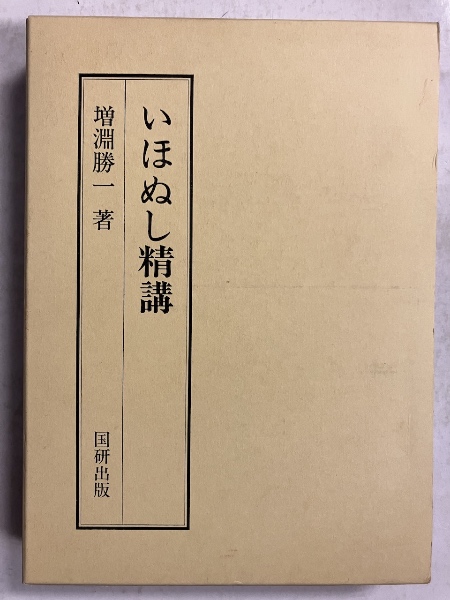 いほぬし精講
増淵勝一 著
国研出版